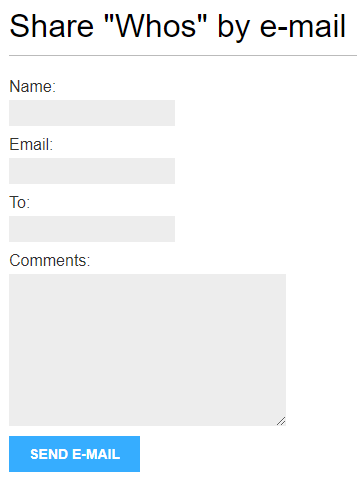 Share "Whos" by e-mail
Name:
Email:
To:
Comments:
SEND E-MAIL